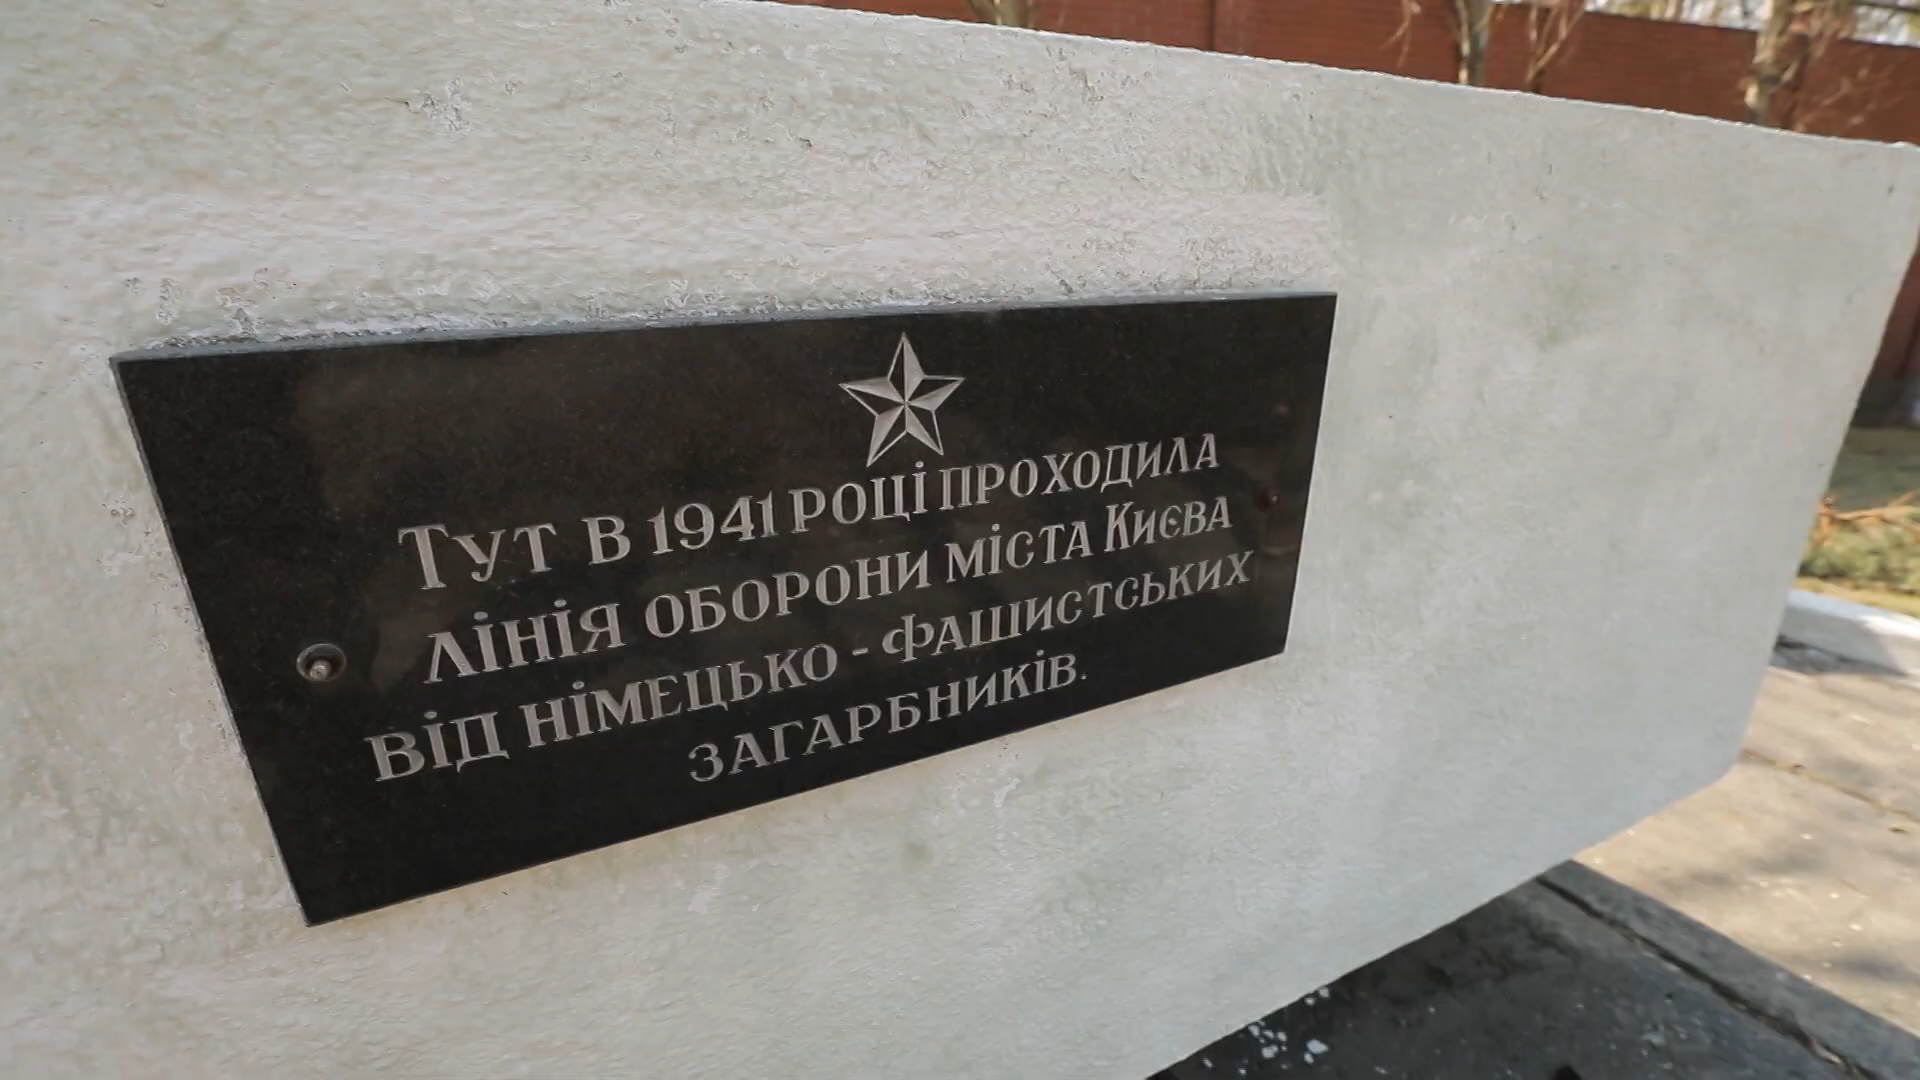 Тут в 1941 році проходила
лінія оборони міста Києва
від німецько - фашистських
загарбників.